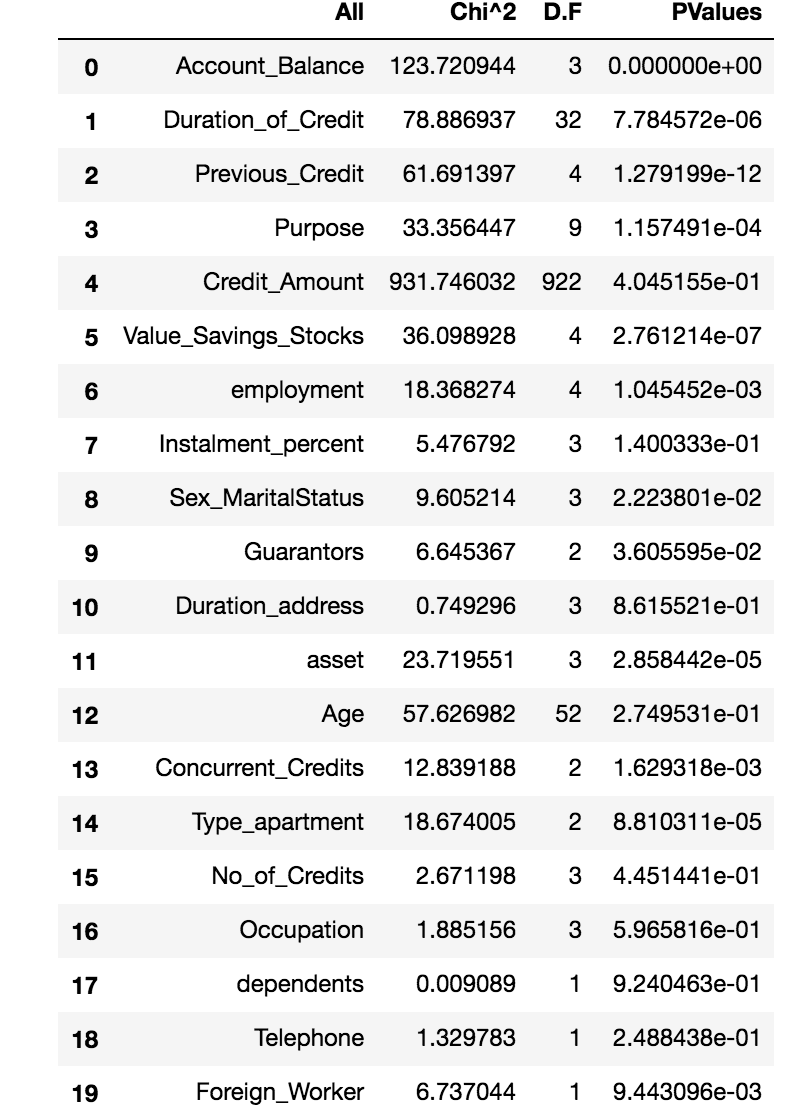 All Chi^2 D.F PValues
0 Account_Balance 123.720944 3 0.000000e+00
1 Duration_of_Credit 78.886937 32 7.784572e-06
2 Previous_Credit 61.691397 4 1.279199e-12
3 Purpose 33.356447 9 1.157491e-04
4 Credit_Amount 931.746032 922 4.045155e-01
5 Value_Savings_Stocks 36.098928 4 2.761214e-07
6 employment 18.368274 4 1.045452e-03
7 Instalment_percent 5.476792 3 1.400333e-01
8 Sex_MaritalStatus 9.605214 3 2.223801e-02
9 Guarantors 6.645367 2 3.605595e-02
10 Duration_address 0.749296 3 8.615521e-01
11 asset 23.719551 3 2.858442e-05
12 Age 57.626982 52 2.749531e-01
13 Concurrent_Credits 12.839188 2 1.629318e-03
14 Type_apartment 18.674005 2 8.810311e-05
15 No_of_Credits 2.671198 3 4.451441e-01
16 Occupation 1.885156 3 5.965816e-01
17 dependents 0.009089 1 9.240463e-01
18 Telephone 1.329783 1 2.488438e-01
19 Foreign_Worker 6.737044 1 9.443096e-03